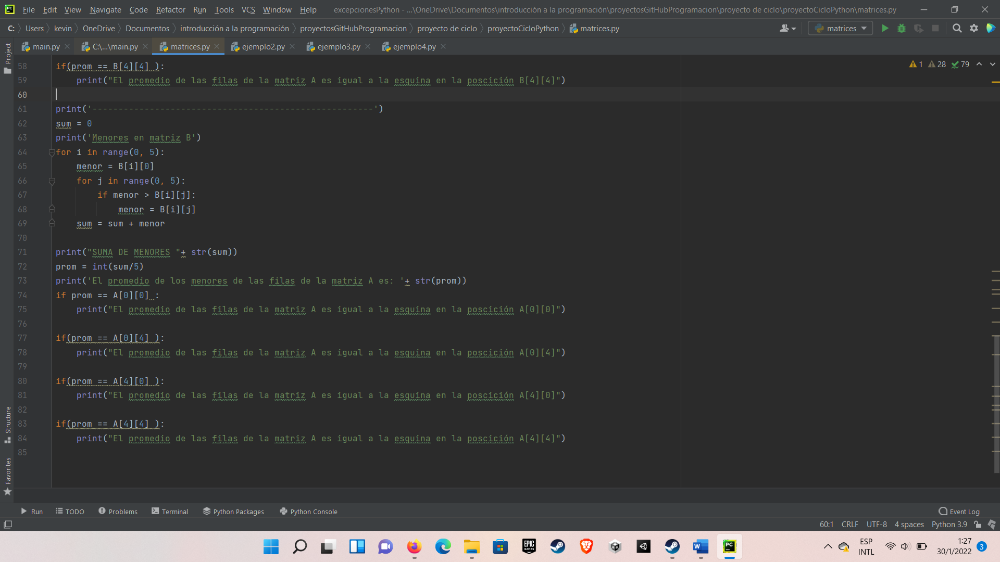 File Edit View Navigate Code Refactor Run Tools VCS Window Help excepcionesPython - ...\OneDrive\Documentos\introducción a la programación\proyectosGitHubProgramacion\proyecto de ciclo\proyectoCicloPython\matrices.py
C: Users kevin OneDrive Documentos introducción a la programación proyectosGitHubProgramacion proyecto de ciclo proyectoCicloPython matrices.py matrices
main.py C:\...\main.py matrices.py ejemplo2.py ejemplo3.py ejemplo4.py
Project
1 28 79
58 if(prom == B[4][4] ):
59 print("El promedio de las filas de la matriz A es igual a la esquina en la poscición B[4][4]")
60
61 print('------------------------------------------------------')
62 sum = 0
63 print('Menores en matriz B')
64 for i in range(0, 5):
65 menor = B[i][0]
66 for j in range(0, 5):
67 if menor > B[i][j]:
68 menor = B[i][j]
69 sum = sum + menor
70
71 print("SUMA DE MENORES "+ str(sum))
72 prom = int(sum/5)
73 print('El promedio de los menores de las filas de la matriz A es: '+ str(prom))
74 if prom == A[0][0] :
75 print("El promedio de las filas de la matriz A es igual a la esquina en la poscición A[0][0]")
76
77 if(prom == A[0][4] ):
78 print("El promedio de las filas de la matriz A es igual a la esquina en la poscición A[0][4]")
79
80 if(prom == A[4][0] ):
81 print("El promedio de las filas de la matriz A es igual a la esquina en la poscición A[4][0]")
82
83 if(prom == A[4][4] ):
84 print("El promedio de las filas de la matriz A es igual a la esquina en la poscición A[4][4]")
85
Structure
Favorites
Run TODO Problems Terminal Python Packages Python Console Event Log
60:1 CRLF UTF-8 4 spaces Python 3.9
EPIC GAMES
W
PC
ESP
INTL
1:27
30/1/2022
3